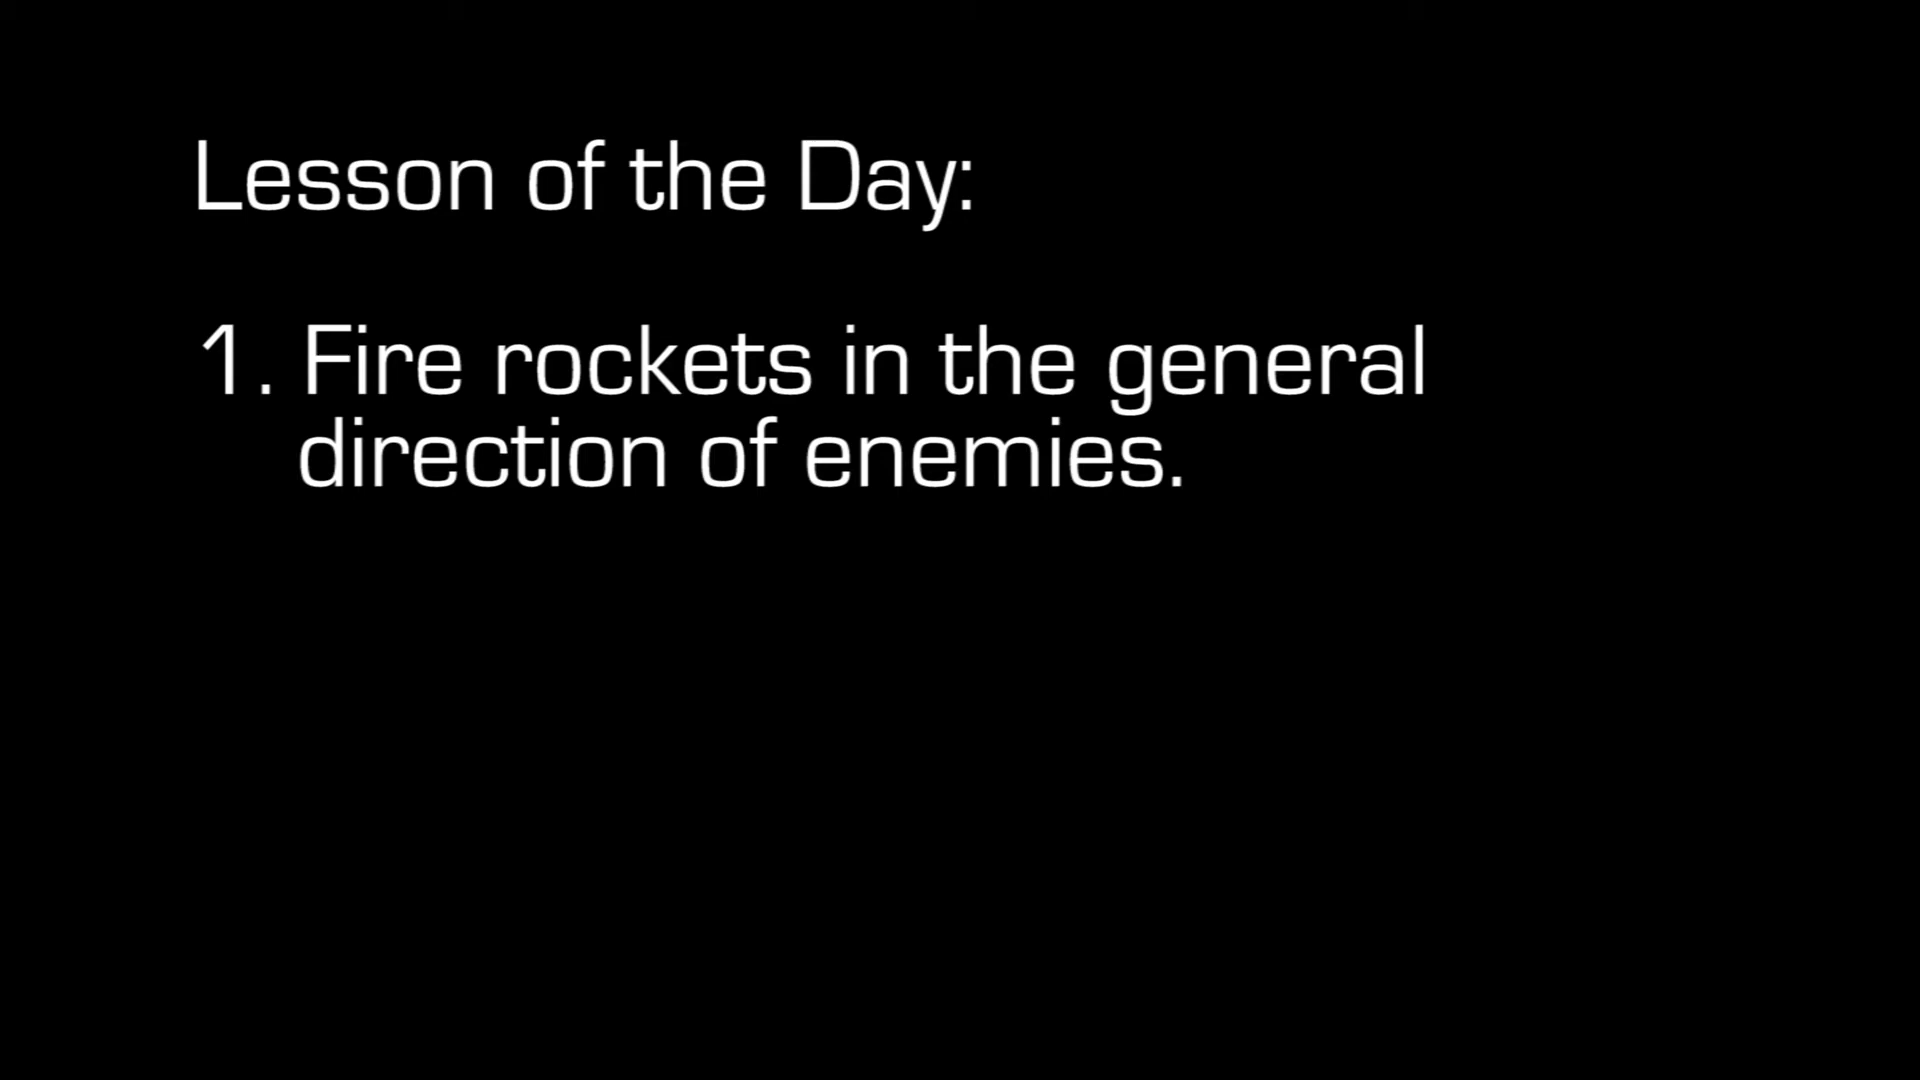 Lesson of the Day:
1. Fire rockets in the general
direction of enemies.